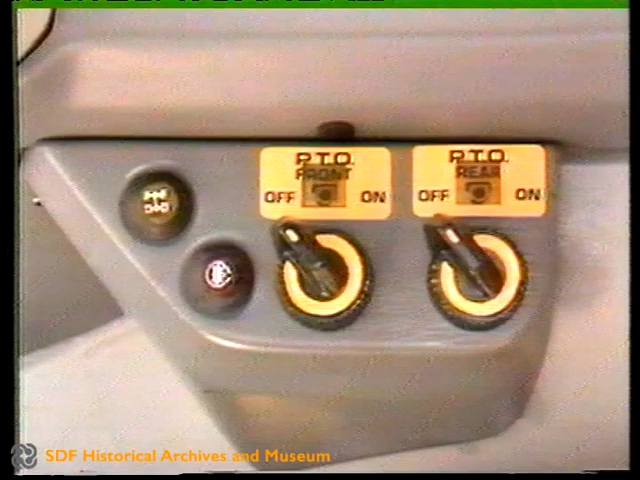 P.T.O.
FRONT
OFF ON
P.T.O.
REAR
OFF ON
SDF Historical Archives and Museum